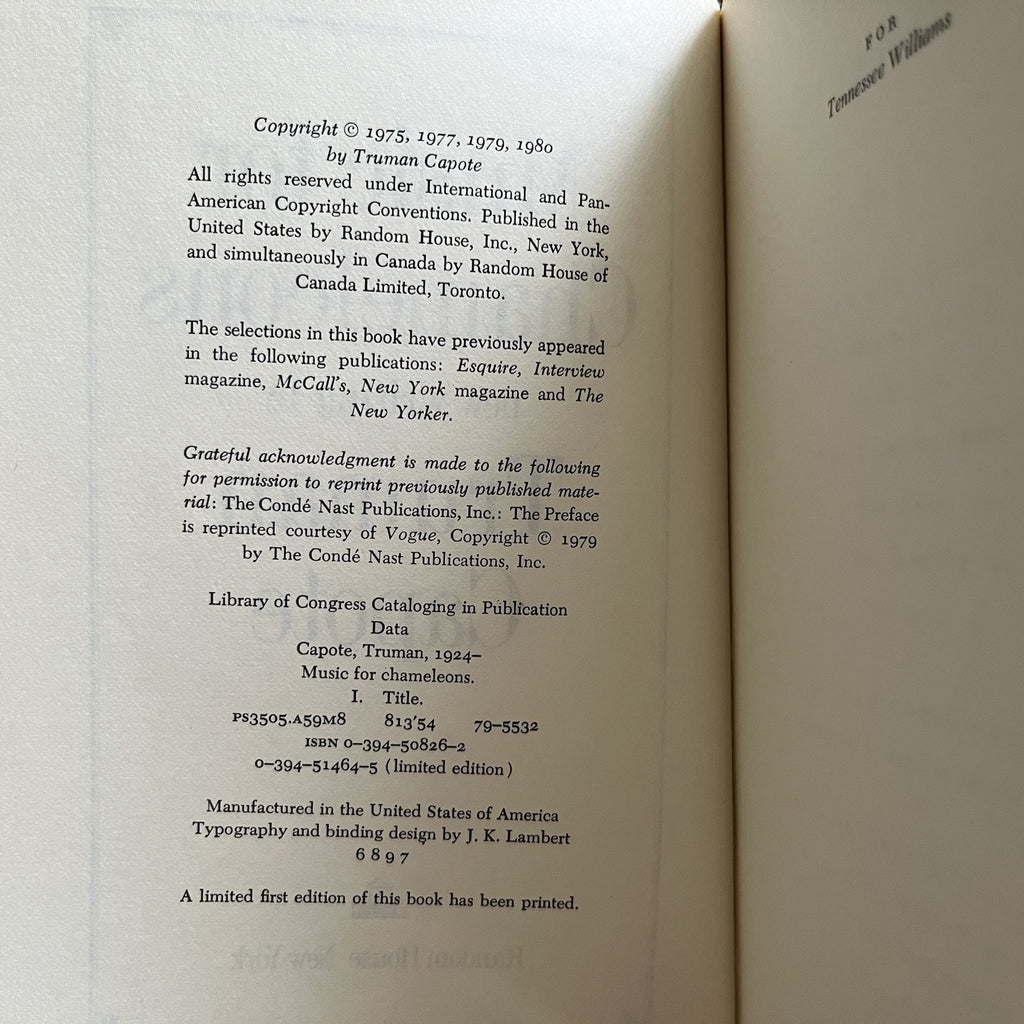 Copyright © 1975, 1977, 1979, 1980
by Truman Capote
All rights reserved under International and Pan-
American Copyright Conventions. Published in the
United States by Random House, Inc., New York,
and simultaneously in Canada by Random House of
Canada Limited, Toronto.
The selections in this book have previously appeared
in the following publications: Esquire, Interview
magazine, McCall's, New York magazine and The
New Yorker.
Grateful acknowledgment is made to the following
for permission to reprint previously published mate-
rial: The Condé Nast Publications, Inc.: The Preface
is reprinted courtesy of Vogue, Copyright © 1979
by The Condé Nast Publications, Inc.
Library of Congress Cataloging in Publication
Data
Capote, Truman, 1924–
Music for chameleons.
I. Title.
PS3505.A59M8 813'54 79–5532
ISBN 0–394–50826–2
0–394–51464–5 (limited edition)
Manufactured in the United States of America
Typography and binding design by J. K. Lambert
6 8 9 7
A limited first edition of this book has been printed.
FOR
Tennessee Williams